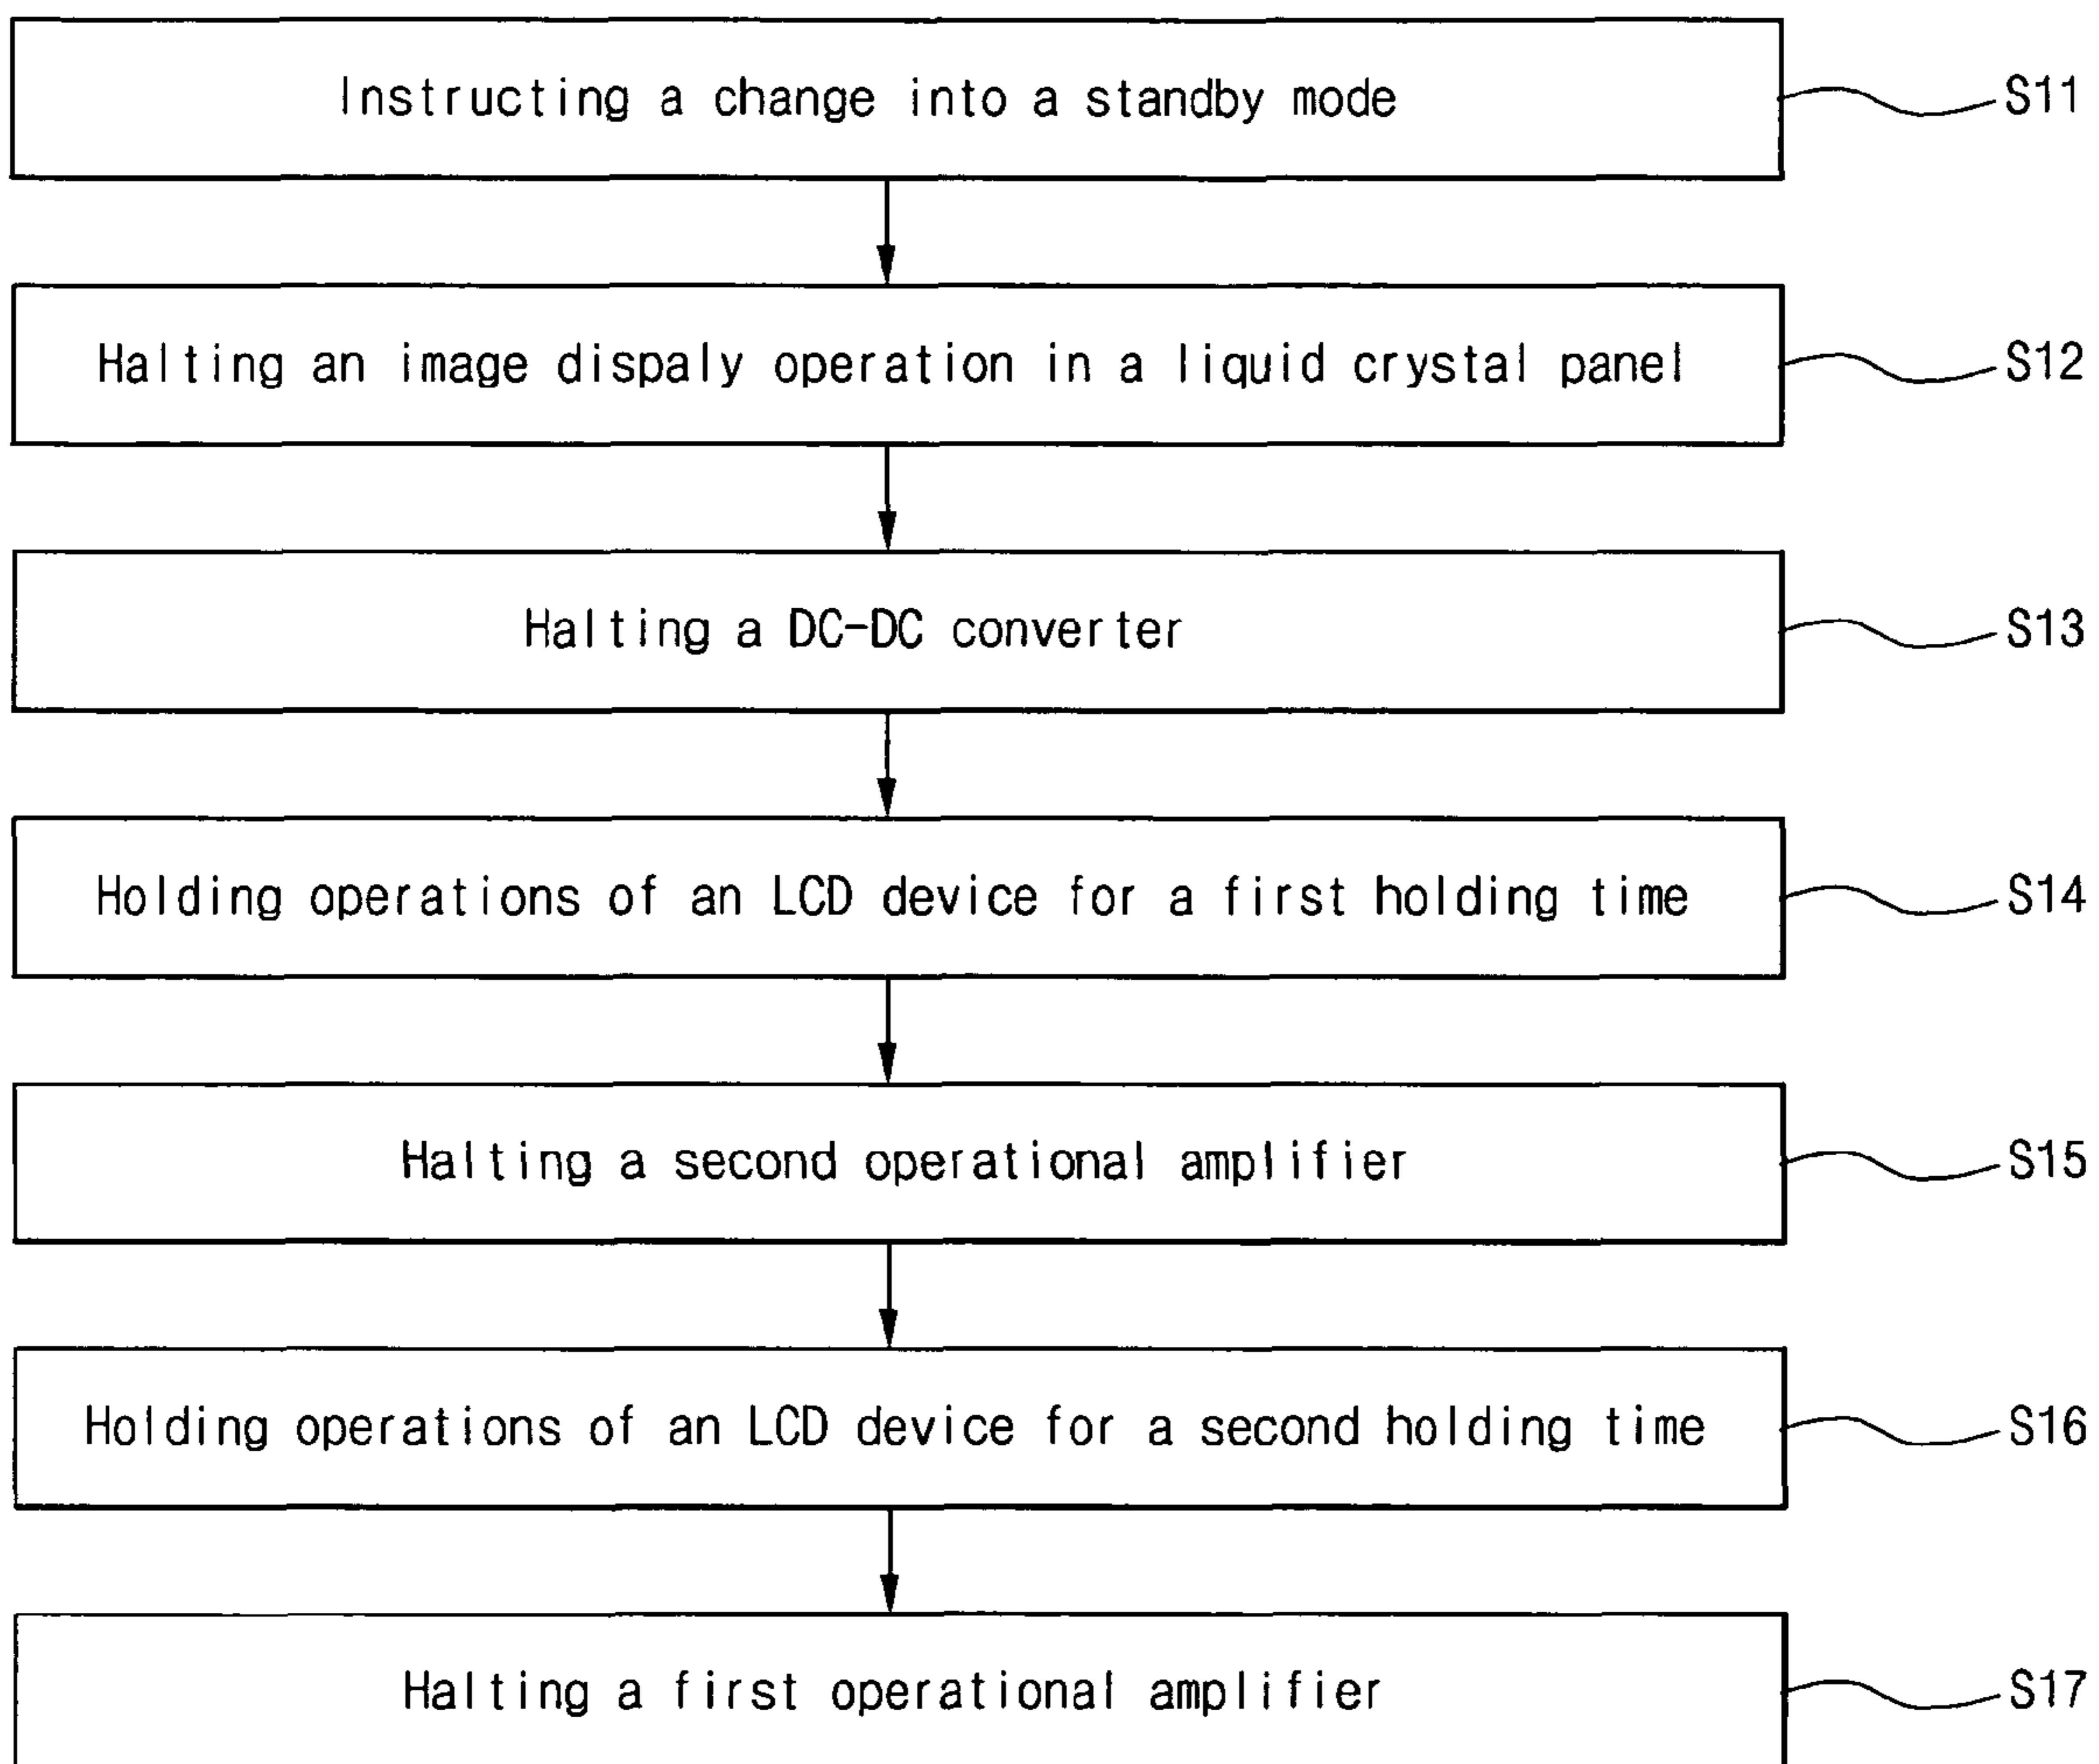 Instructing a change into a standby mode S11
Halting an image dispaly operation in a liquid crystal panel S12
Halting a DC-DC converter S13
Holding operations of an LCD device for a first holding time S14
Halting a second operational amplifier S15
Holding operations of an LCD device for a second holding time S16
Halting a first operational amplifier S17